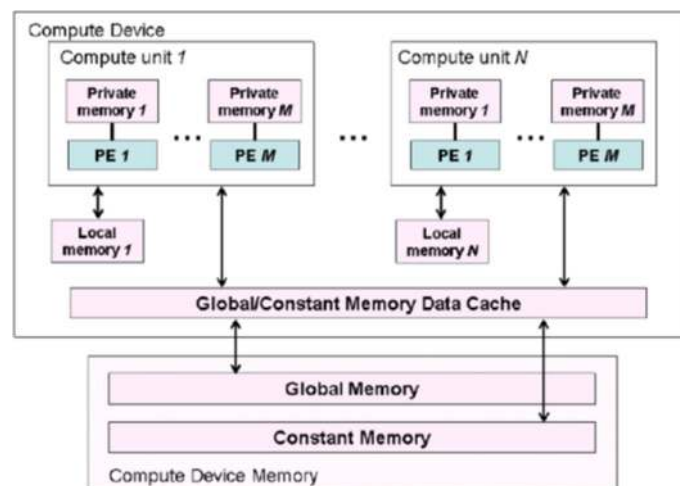 Compute Device
Compute unit 1
Compute unit N
Private
memory 1
Private
memory M
Private
memory 1
Private
memory M
PE 1
PE M
PE 1
PE M
Local
memory 1
Local
memory N
Global/Constant Memory Data Cache
Global Memory
Constant Memory
Compute Device Memory